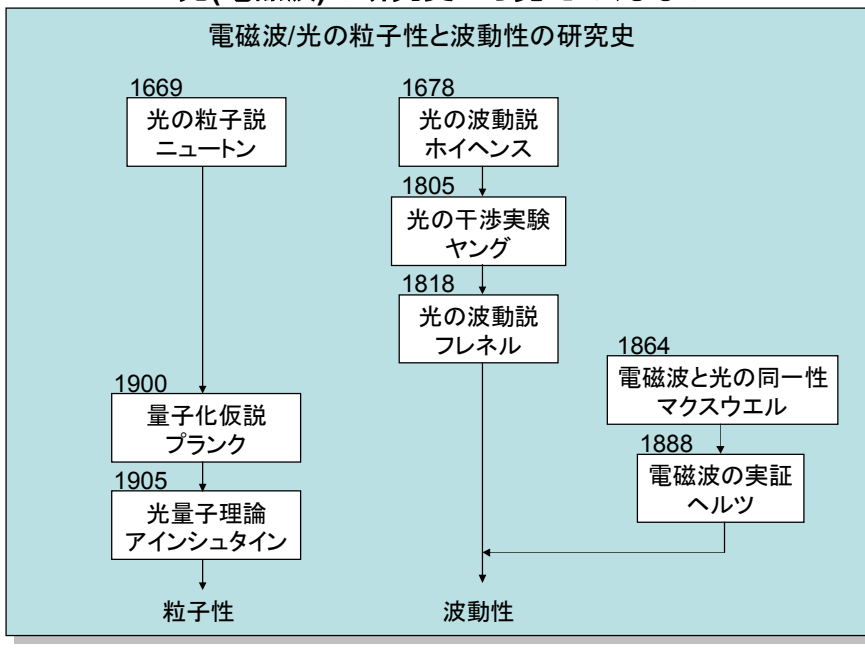 電磁波/光の粒子性と波動性の研究史
1669
光の粒子説
ニュートン
1678
光の波動説
ホイヘンス
1805
光の干渉実験
ヤング
1818
光の波動説
フレネル
1864
電磁波と光の同一性
マクスウエル
1888
電磁波の実証
ヘルツ
1900
量子化仮説
プランク
1905
光量子理論
アインシュタイン
粒子性
波動性